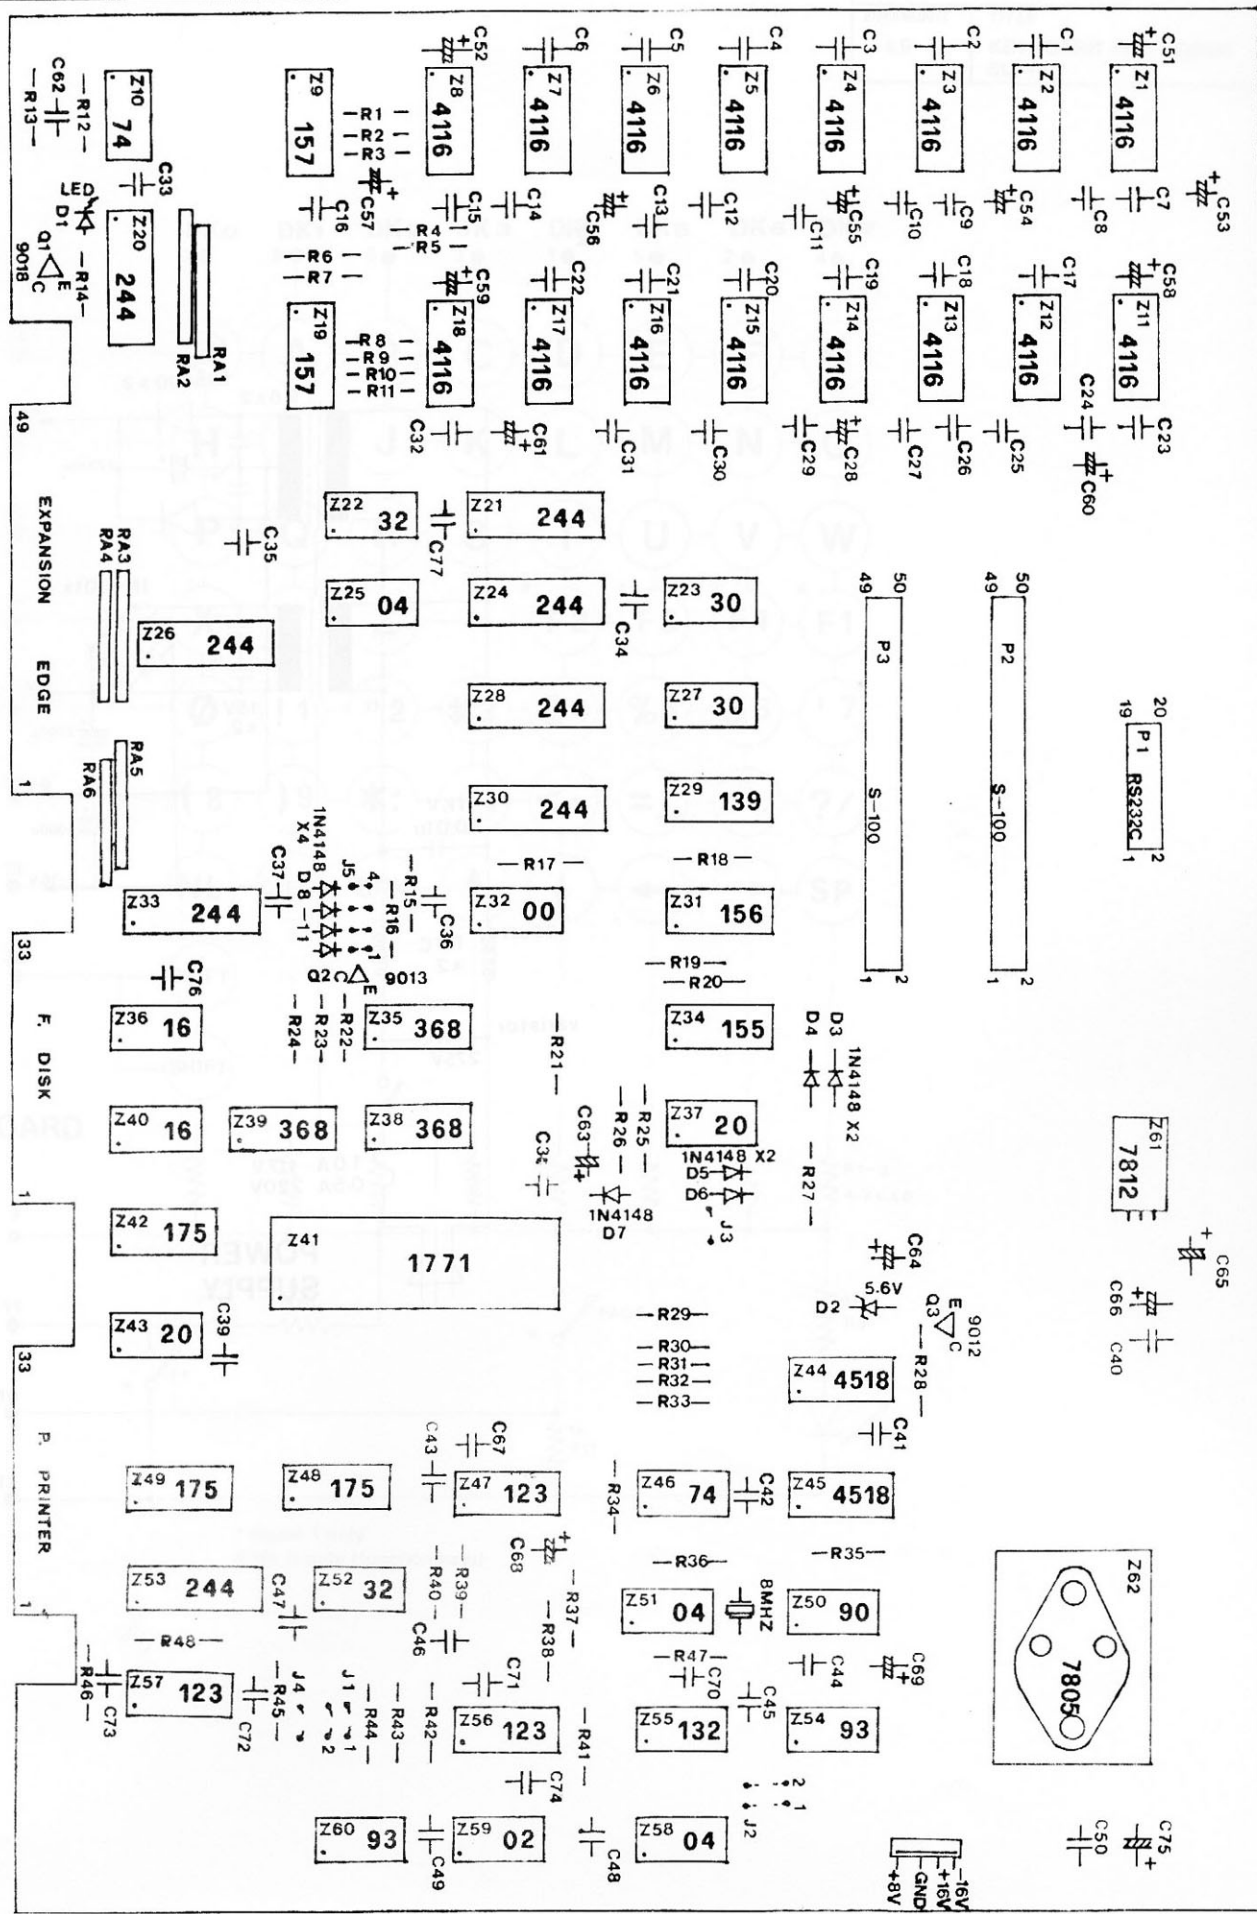 C52
C6
C5
C4
C3
C2
C1
C51
C62
R12
R13
Z10
74
Z9
157
R1
R2
R3
Z8
4116
Z7
4116
Z6
4116
Z5
4116
Z4
4116
Z3
4116
Z2
4116
Z1
4116
C33
LED
D1
Q1
9018
E
C
R14
Z20
244
RA2
RA1
C16
C57
C15
C14
C56
C13
C12
C11
C55
C10
C9
C54
C8
C7
C53
R4
R5
R6
R7
C59
C22
C21
C20
C19
C18
C17
C58
Z19
157
R8
R9
R10
R11
Z18
4116
Z17
4116
Z16
4116
Z15
4116
Z14
4116
Z13
4116
Z12
4116
Z11
4116
49
C32
C61
C31
C30
C29
C28
C27
C26
C25
C24
C60
C23
EXPANSION EDGE
Z22
32
C77
Z21
244
C35
RA4
RA3
Z25
04
Z24
244
C34
Z23
30
Z26
244
49
50
P3
S-100
1
2
49
50
P2
S-100
1
2
Z28
244
Z27
30
19
20
P1
RS232C
1
2
1
RA6
RA5
Z30
244
Z29
139
R17
R18
C37
1N4148
X4
D8-11
J5
4
1
R15
R16
C36
Z33
244
Z32
00
Z31
156
33
C76
Q2
C
E
9013
R19
R20
F. DISK
Z36
16
R24
R23
R22
Z35
368
R21
Z34
155
D4
D3
1N4148 X2
Z40
16
Z39
368
Z38
368
C63
R26
R25
Z37
20
R27
Z61
7812
1N4148 X2
D5
D6
J3
1N4148
D7
1
Z42
175
Z41
1771
C64
C65
5.6V
D2
E
Q3
C
9012
C66
C40
Z43
20
C39
R29
R30
R31
R32
R33
Z44
4518
R28
33
C41
P. PRINTER
Z49
175
Z48
175
C43
C67
Z47
123
R34
Z46
74
C42
Z45
4518
C68
R36
R35
Z53
244
C47
Z52
32
R40
R39
R37
R38
Z51
04
8MHZ
Z50
90
Z62
7805
1
R48
C46
R47
C70
C44
C69
R46
C73
Z57
123
C72
R45
J4
J1
1
2
R44
R43
R42
C71
Z56
123
R41
Z55
132
C45
Z54
93
C74
2
1
J2
Z60
93
C49
Z59
02
C48
Z58
04
+8V
GND
+16V
-16V
C50
C75